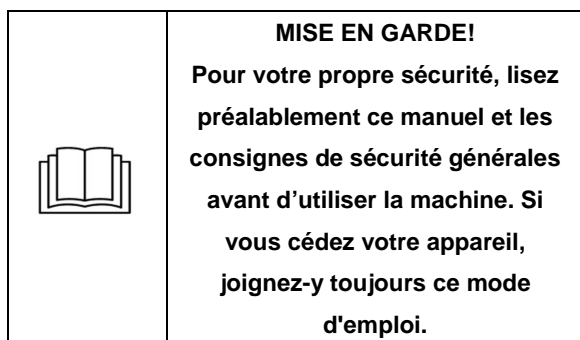 MISE EN GARDE!
Pour votre propre sécurité, lisez
préalablement ce manuel et les
consignes de sécurité générales
avant d’utiliser la machine. Si
vous cédez votre appareil,
joignez-y toujours ce mode
d'emploi.